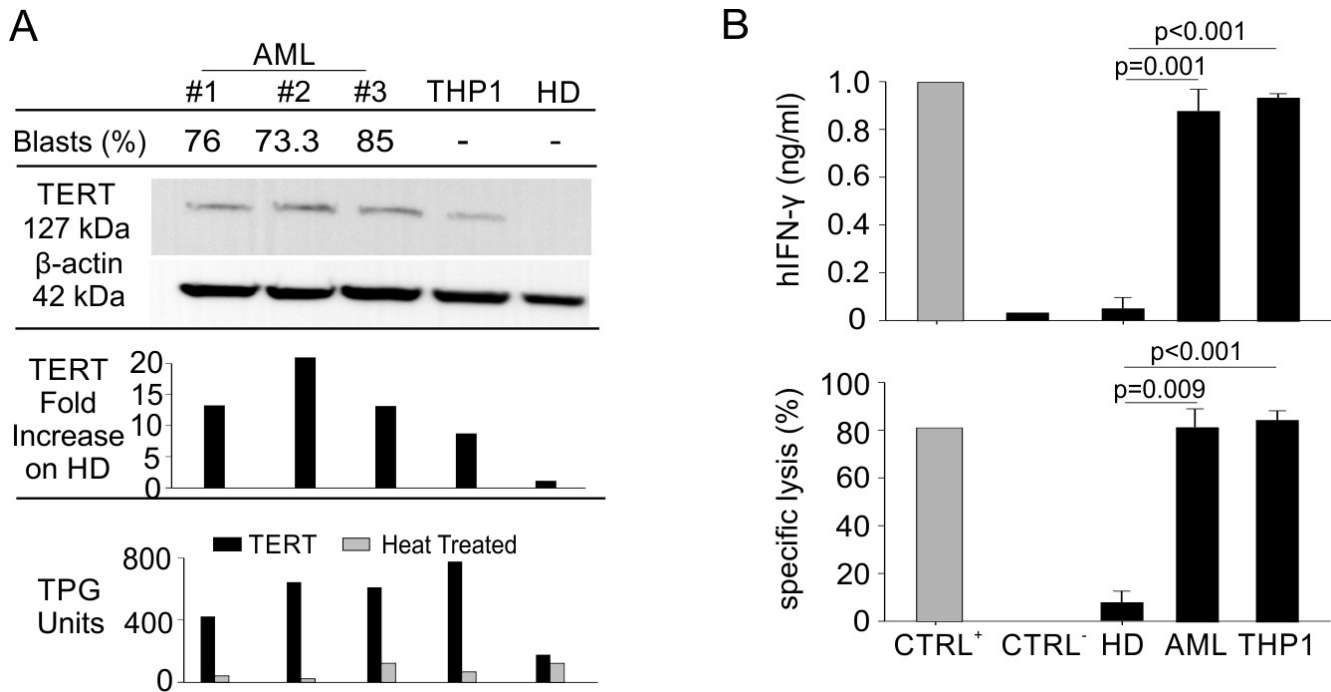 A
AML
#1 #2 #3 THP1 HD
Blasts (%) 76 73.3 85 - -
TERT
127 kDa
β-actin
42 kDa
TERT
Fold
Increase
on HD
20
15
10
5
0
TERT Heat Treated
TPG
Units
800
400
0
B
p<0.001
p=0.001
hIFN-γ (ng/ml)
1.0
0.8
0.6
0.4
0.2
0
p<0.001
p=0.009
specific lysis (%)
100
80
60
40
20
0
CTRL⁺ CTRL⁻ HD AML THP1